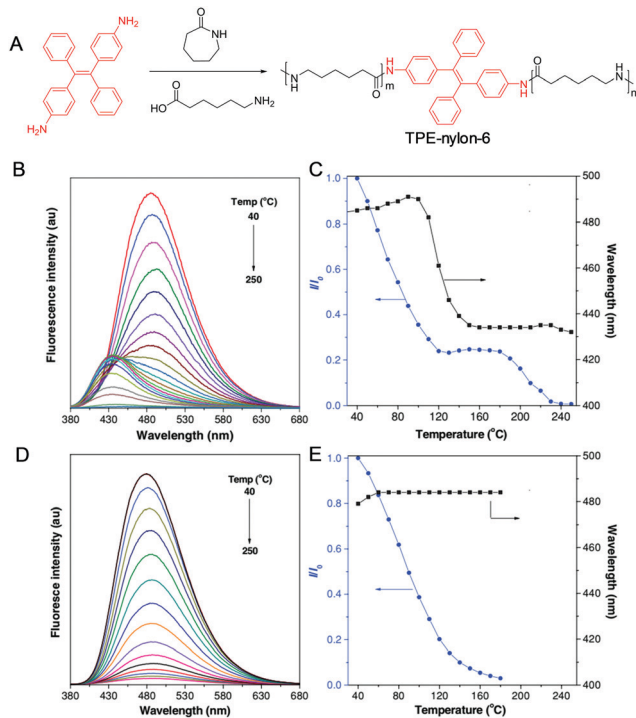 A
NH₂
NH₂
O
NH
O
HO
NH₂
N
H
O
m
H
N
N
H
O
H
N
n
TPE-nylon-6
B
Fluorescence intensity (au)
Temp (°C)
40
250
380 430 480 530 580 630 680
Wavelength (nm)
C
I/I₀
1.0
0.8
0.6
0.4
0.2
0.0
500
480
460
440
420
400
Wavelength (nm)
40 80 120 160 200 240
Temperature (°C)
D
Fluoresce intensity (au)
Temp (°C)
40
250
380 430 480 530 580 630 680
Wavelength (nm)
E
I/I₀
1.0
0.8
0.6
0.4
0.2
0.0
500
480
460
440
420
400
Wavelength (nm)
40 80 120 160 200 240
Temperature (°C)